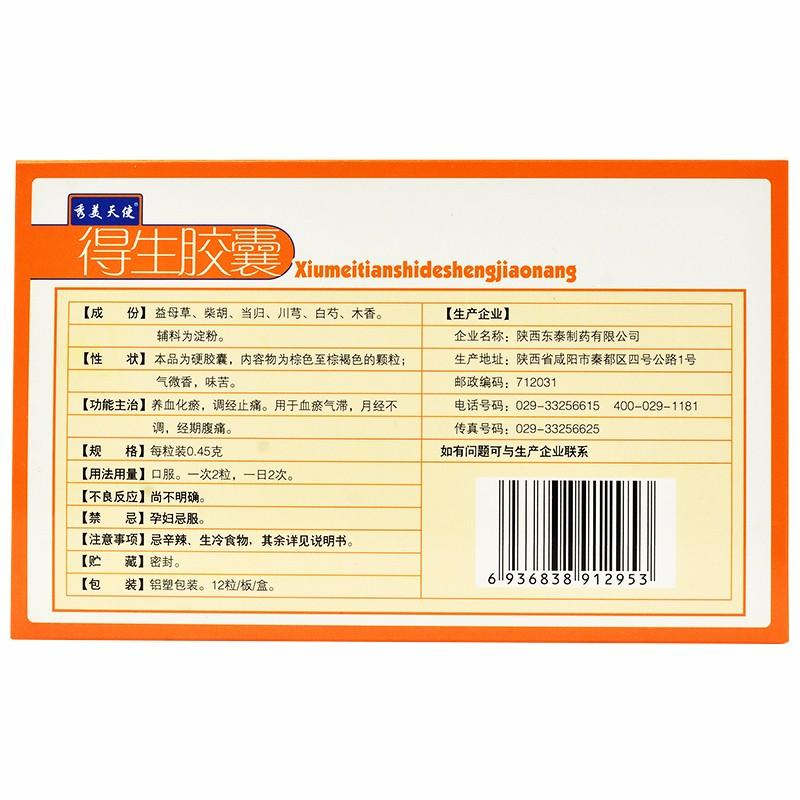 秀美天使®
得生胶囊
Xiumeitianshideshengjiaonang
【成 份】益母草、柴胡、当归、川芎、白芍、木香。
辅料为淀粉。
【性 状】本品为硬胶囊,内容物为棕色至棕褐色的颗粒;
气微香,味苦。
【功能主治】养血化瘀,调经止痛。用于血瘀气滞,月经不
调,经期腹痛。
【规 格】每粒装0.45克
【用法用量】口服。一次2粒,一日2次。
【不良反应】尚不明确。
【禁 忌】孕妇忌服。
【注意事项】忌辛辣、生冷食物,其余详见说明书。
【贮 藏】密封。
【包 装】铝塑包装。12粒/板/盒。
【生产企业】
企业名称:陕西东泰制药有限公司
生产地址:陕西省咸阳市秦都区四号公路1号
邮政编码:712031
电话号码:029-33256615 400-029-1181
传真号码:029-33256625
如有问题可与生产企业联系
6 936838 912953